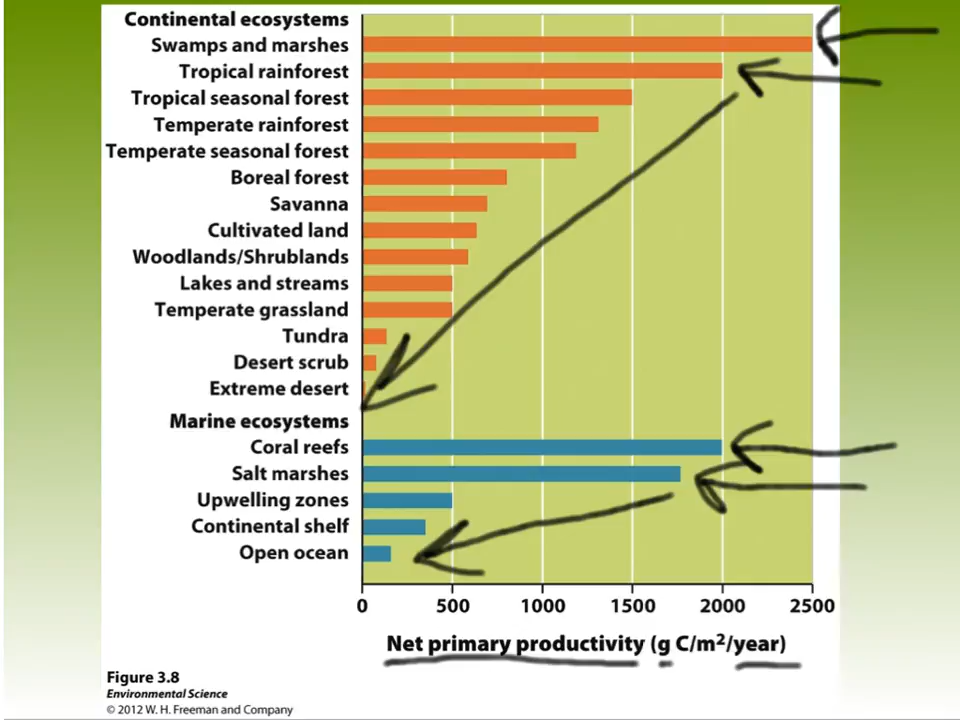 Continental ecosystems
Swamps and marshes
Tropical rainforest
Tropical seasonal forest
Temperate rainforest
Temperate seasonal forest
Boreal forest
Savanna
Cultivated land
Woodlands/Shrublands
Lakes and streams
Temperate grassland
Tundra
Desert scrub
Extreme desert
Marine ecosystems
Coral reefs
Salt marshes
Upwelling zones
Continental shelf
Open ocean
0 500 1000 1500 2000 2500
Net primary productivity (g C/m²/year)
Figure 3.8
Environmental Science
© 2012 W. H. Freeman and Company